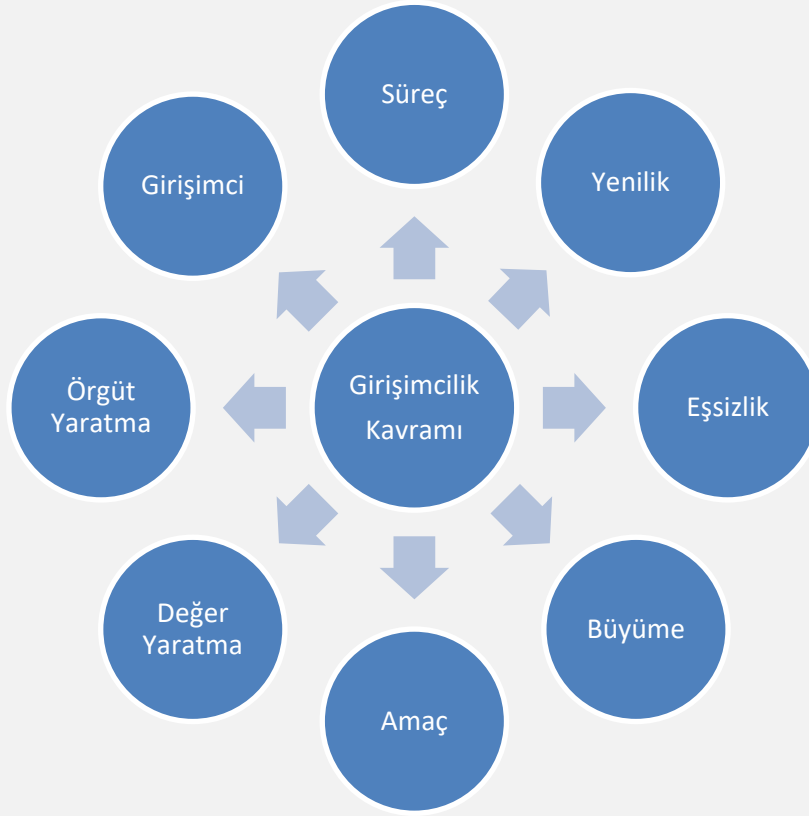 Süreç
Girişimci
Yenilik
Örgüt
Yaratma
Girişimcilik
Kavramı
Eşsizlik
Değer
Yaratma
Büyüme
Amaç